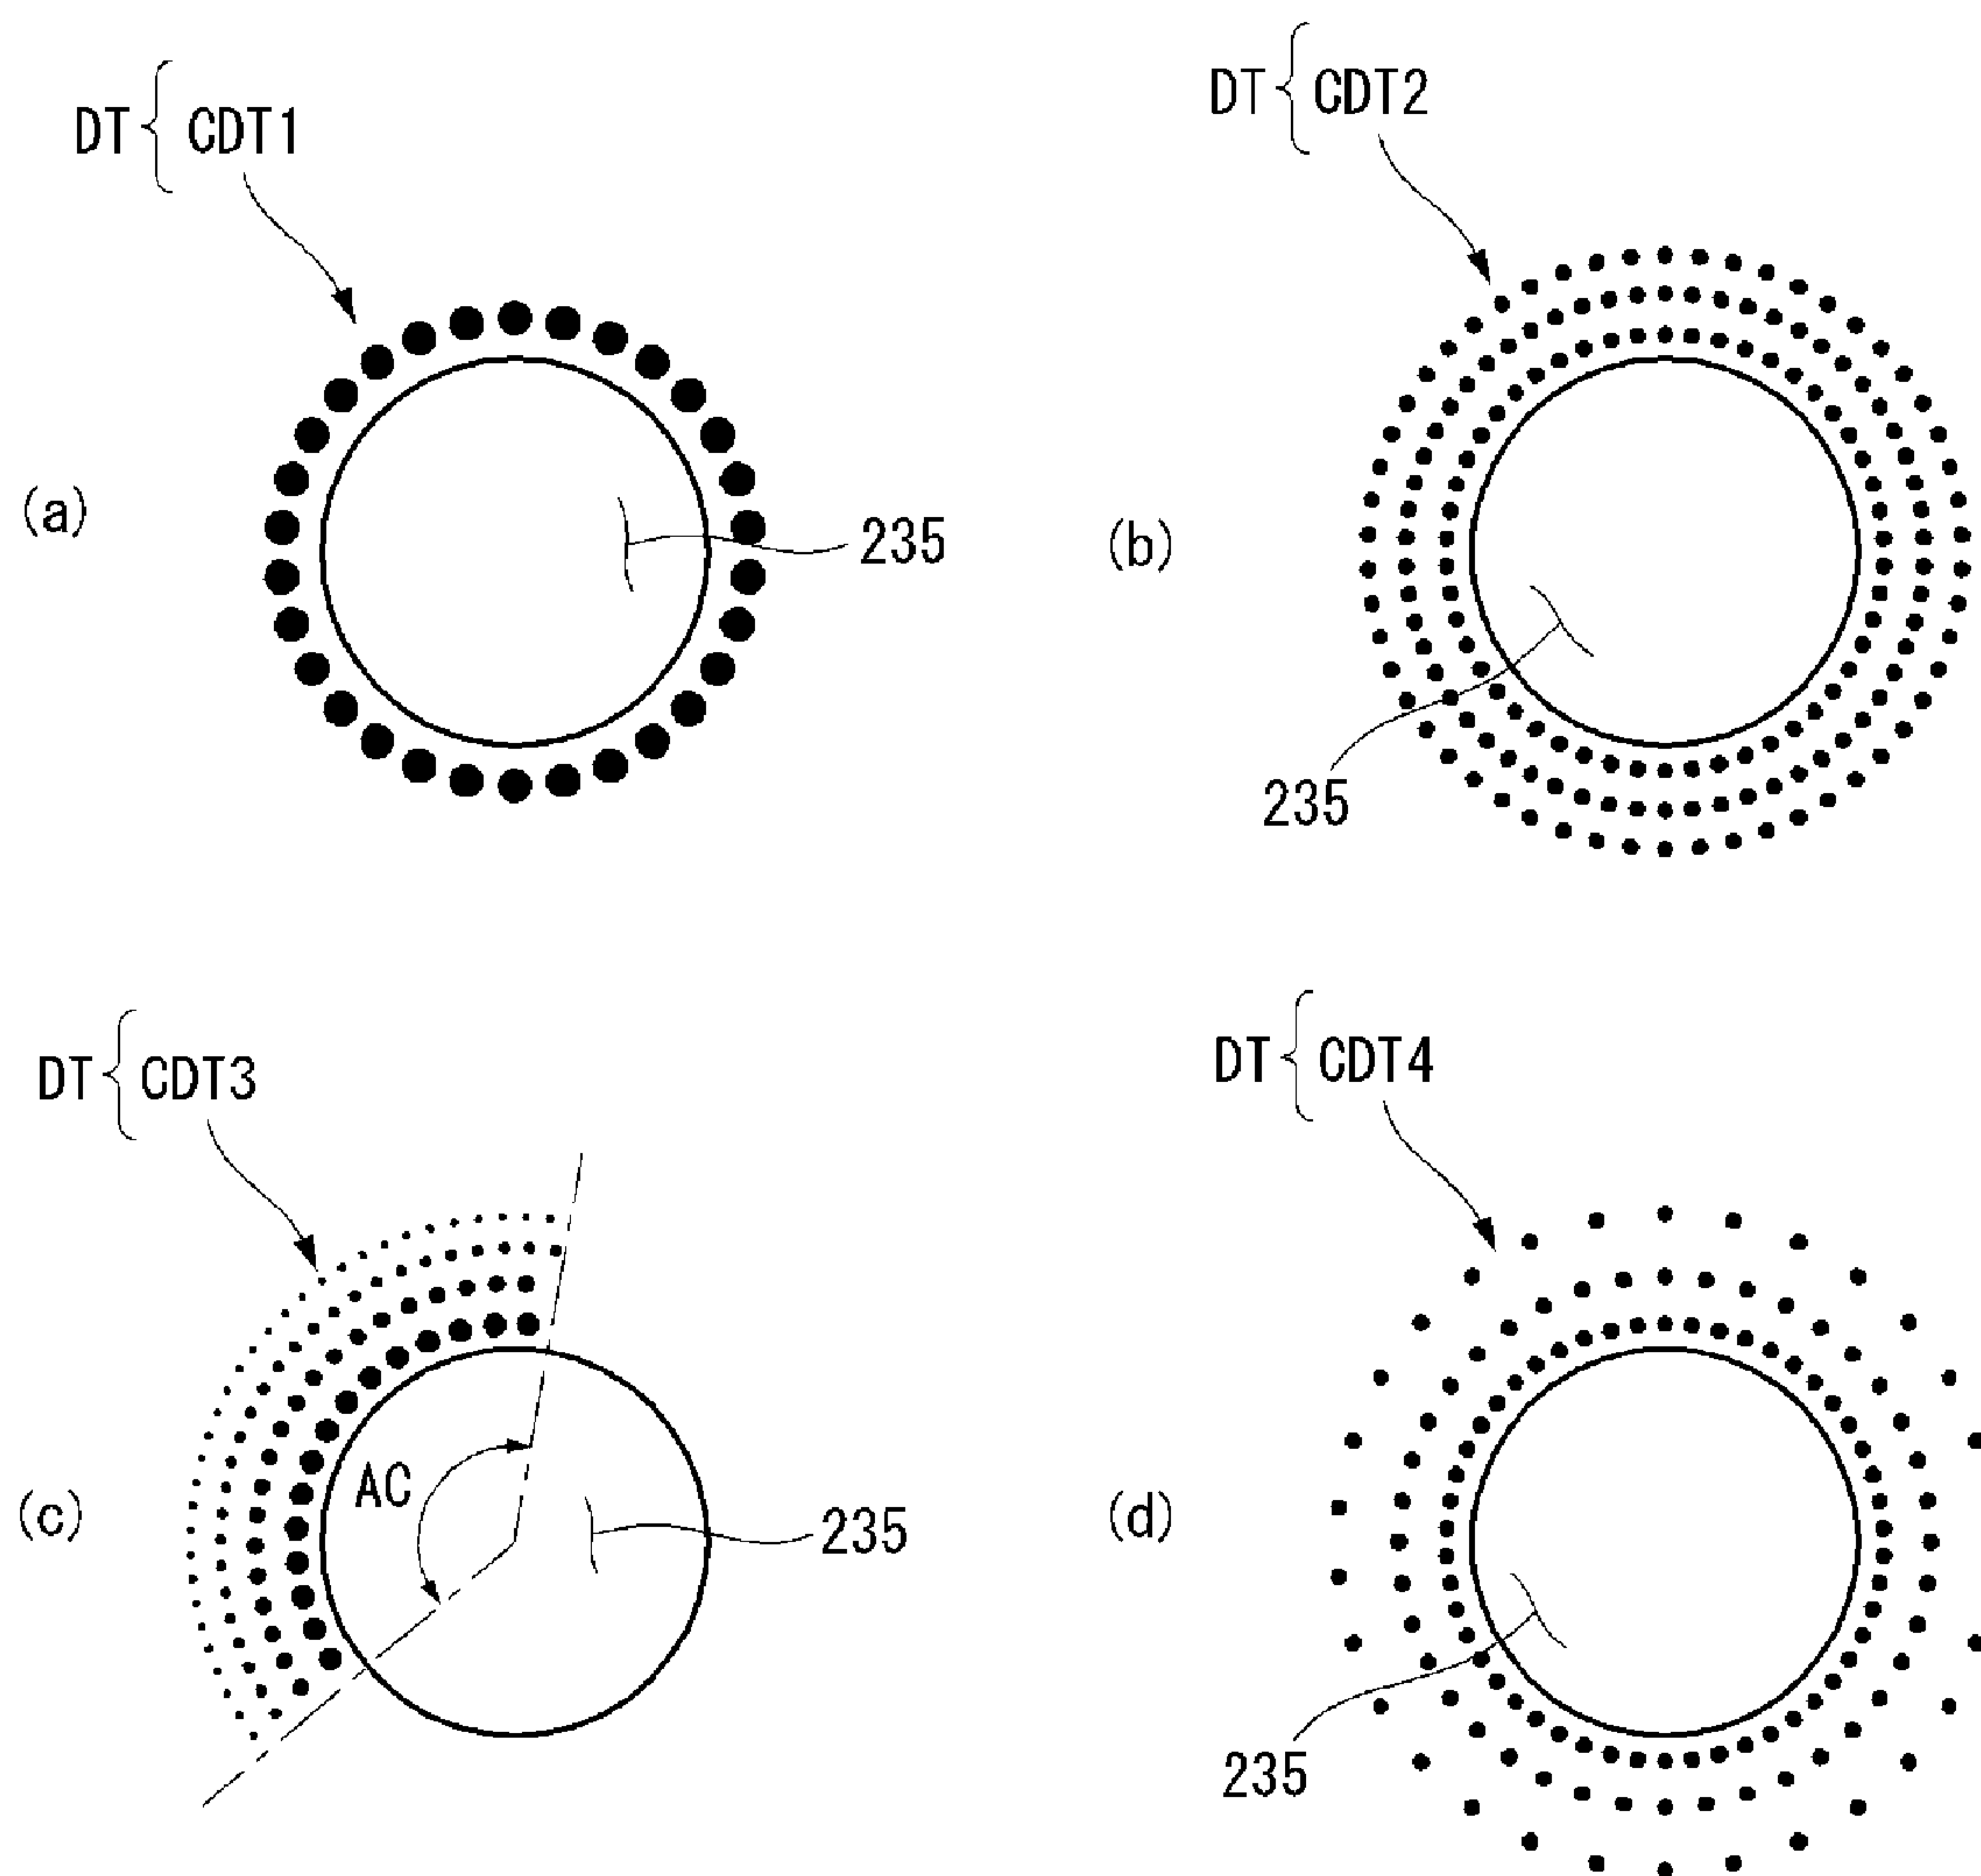 DT { CDT1
DT { CDT2
(a)
235
(b)
235
DT { CDT3
DT { CDT4
AC
(c)
235
(d)
235